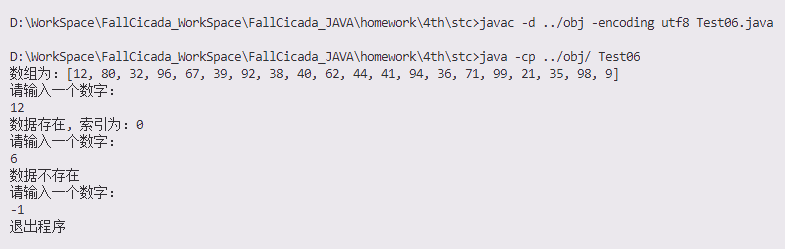 D:\WorkSpace\FallCicada_WorkSpace\FallCicada_JAVA\homework\4th\stc>javac -d ../obj -encoding utf8 Test06.java
D:\WorkSpace\FallCicada_WorkSpace\FallCicada_JAVA\homework\4th\stc>java -cp ../obj/ Test06
数组为：[12, 80, 32, 96, 67, 39, 92, 38, 40, 62, 44, 41, 94, 36, 71, 99, 21, 35, 98, 9]
请输入一个数字：
12
数据存在，索引为：0
请输入一个数字：
6
数据不存在
请输入一个数字：
-1
退出程序